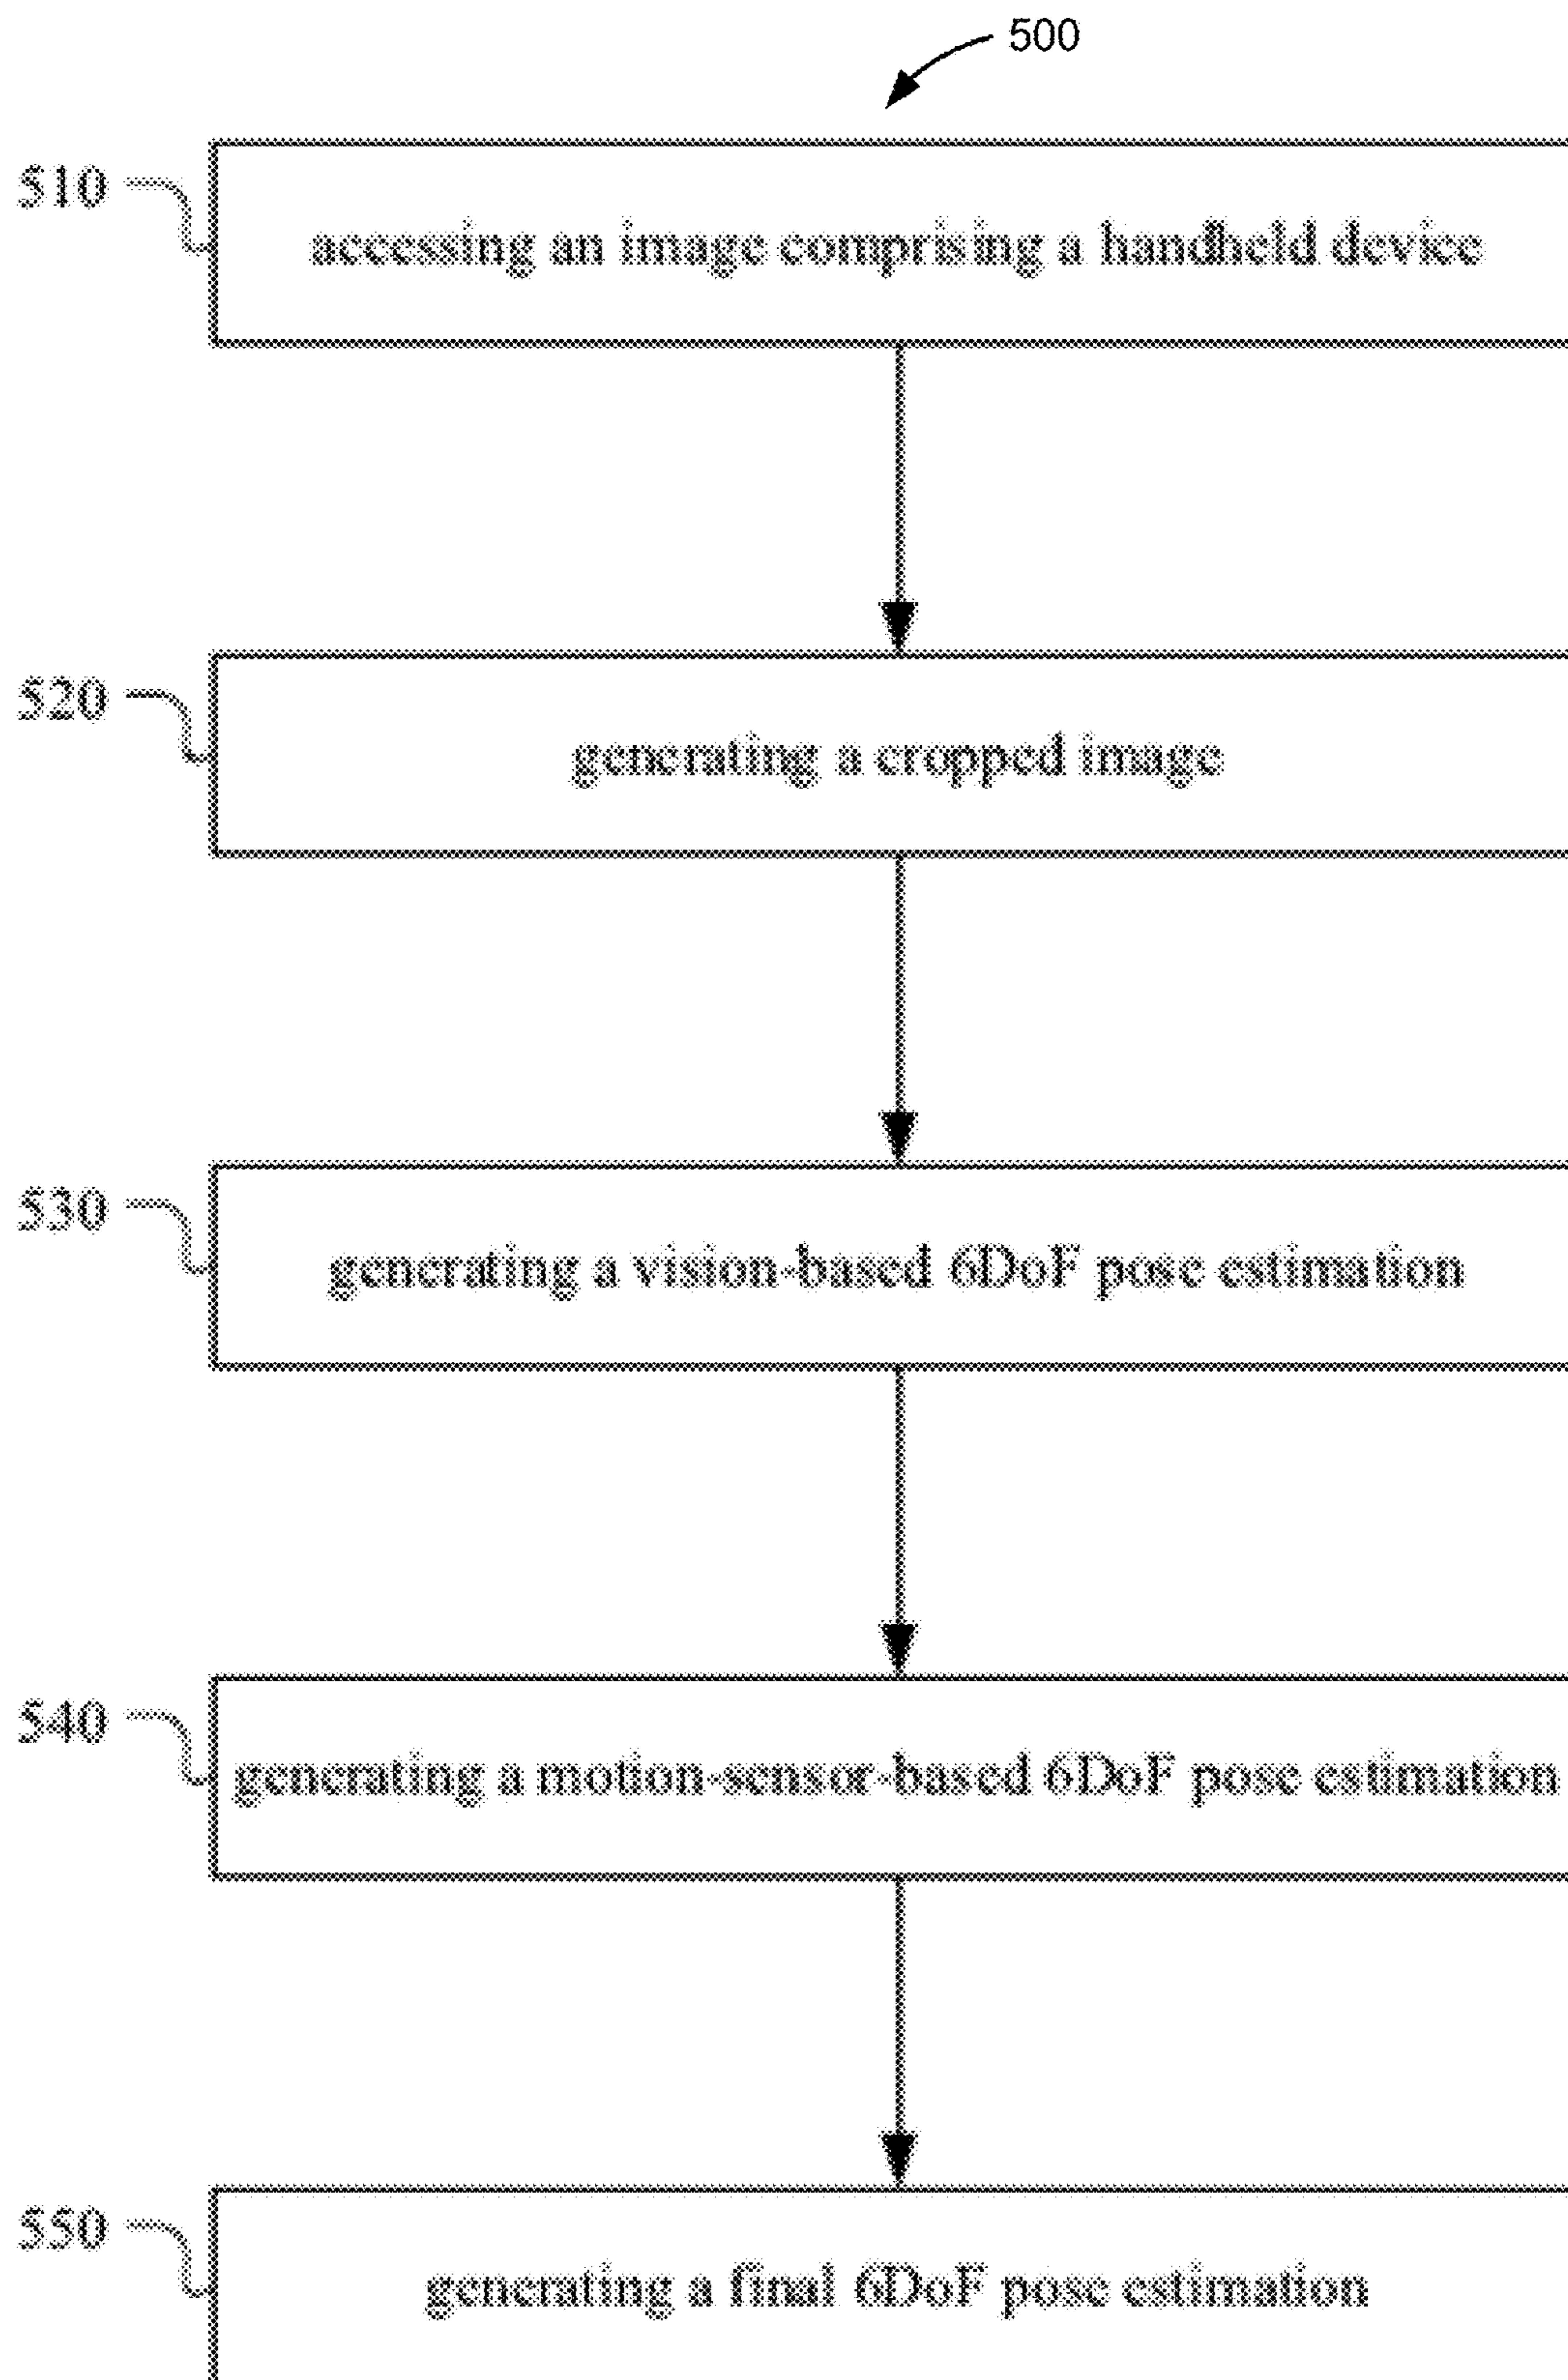 500
510
accessing an image comprising a handheld device
520
generating a cropped image
530
generating a vision-based 6DoF pose estimation
540
generating a motion-sensor-based 6DoF pose estimation
550
generating a final 6DoF pose estimation